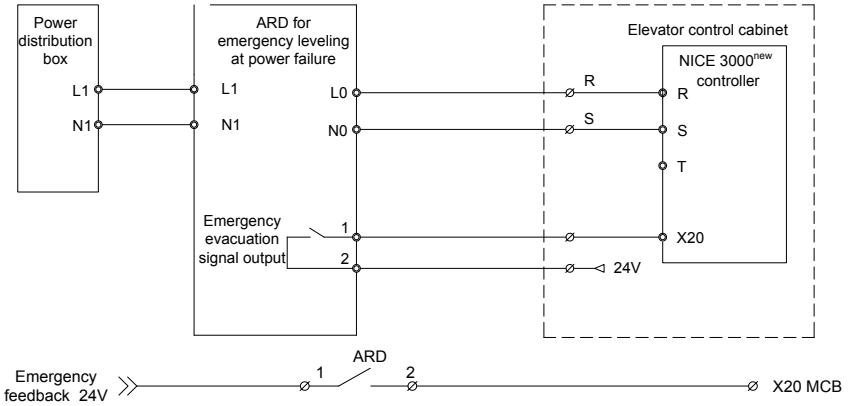 Power
distribution
box
L1
N1
ARD for
emergency leveling
at power failure
L1
N1
L0
N0
Emergency
evacuation
signal output
1
2
Elevator control cabinet
NICE 3000new
controller
R
S
R
S
T
X20
24V
Emergency
feedback 24V
1
ARD
2
X20 MCB